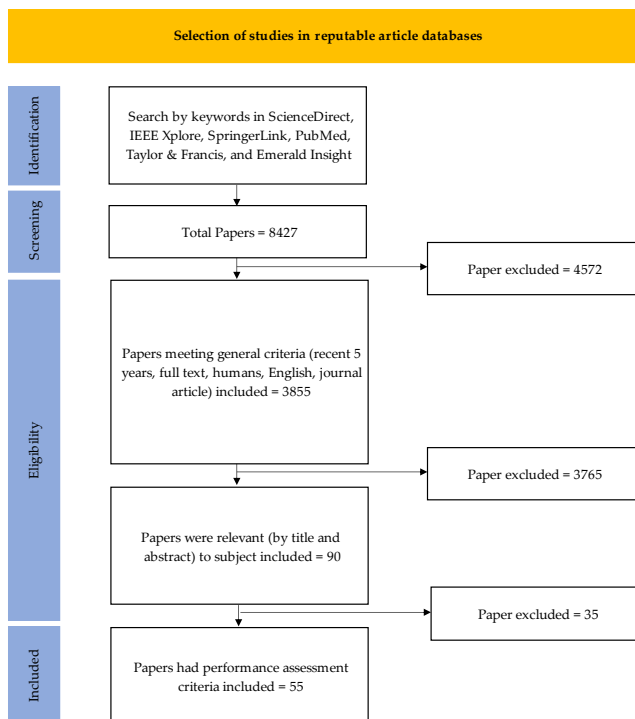 Selection of studies in reputable article databases
Identification
Search by keywords in ScienceDirect,
IEEE Xplore, SpringerLink, PubMed,
Taylor & Francis, and Emerald Insight
Screening
Total Papers = 8427
Paper excluded = 4572
Eligibility
Papers meeting general criteria (recent 5
years, full text, humans, English, journal
article) included = 3855
Paper excluded = 3765
Papers were relevant (by title and
abstract) to subject included = 90
Paper excluded = 35
Included
Papers had performance assessment
criteria included = 55